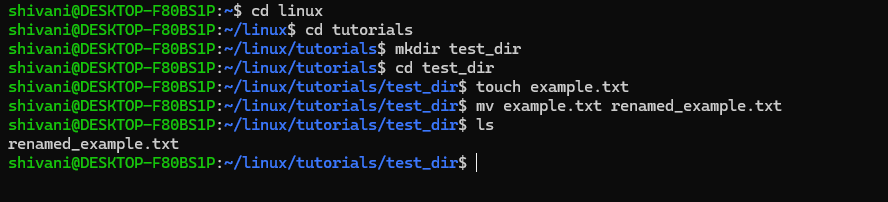 shivani@DESKTOP-F80BS1P:~$ cd linux
shivani@DESKTOP-F80BS1P:~/linux$ cd tutorials
shivani@DESKTOP-F80BS1P:~/linux/tutorials$ mkdir test_dir
shivani@DESKTOP-F80BS1P:~/linux/tutorials$ cd test_dir
shivani@DESKTOP-F80BS1P:~/linux/tutorials/test_dir$ touch example.txt
shivani@DESKTOP-F80BS1P:~/linux/tutorials/test_dir$ mv example.txt renamed_example.txt
shivani@DESKTOP-F80BS1P:~/linux/tutorials/test_dir$ ls
renamed_example.txt
shivani@DESKTOP-F80BS1P:~/linux/tutorials/test_dir$